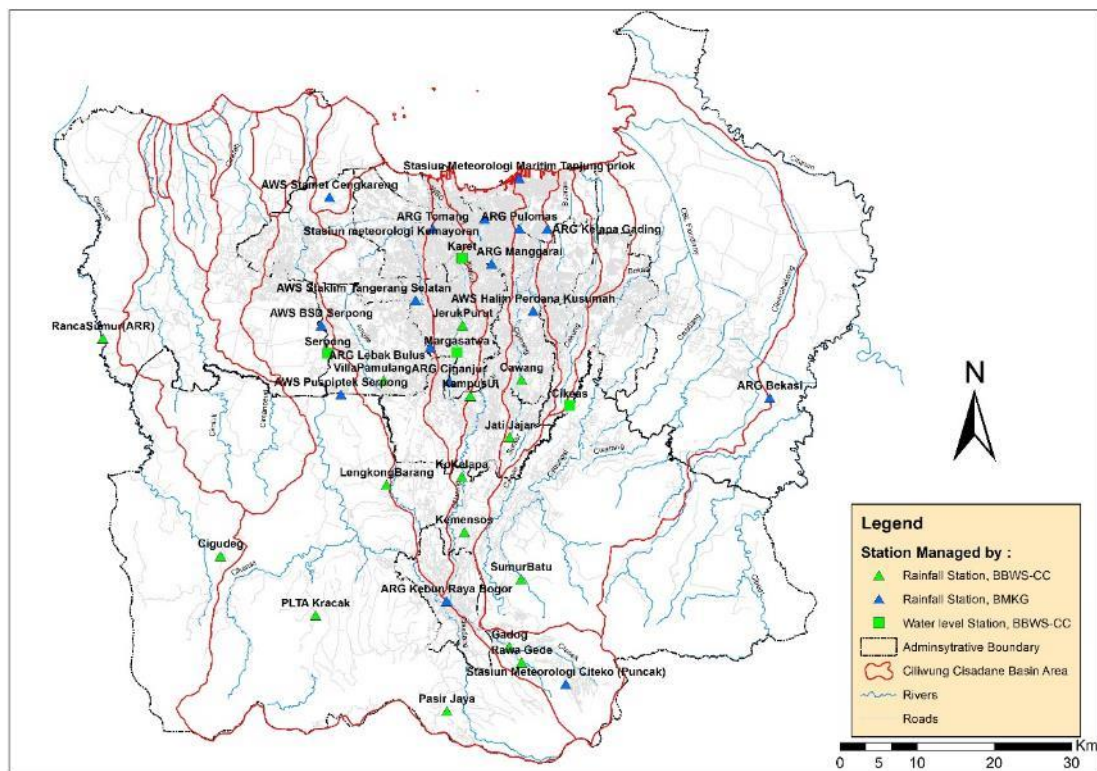 Stasiun Meteorologi Maritim Tanjung priok
AWS Stamet Cengkareng
ARG Tomang
ARG Pulomas
Stasiun meteorologi Kemayoran
ARG Kelapa Gading
Karet
ARG Manggarai
Bekasi
AWS Staklim Tangerang Selatan
AWS Halim Perdana Kusumah
AWS BSD Serpong
JerukPurut
RancaSumur(ARR)
Serpong
Margasatwa
ARG Lebak Bulus
VillaPamulang
ARG Ciganjur
Cawang
AWS Puspiptek Serpong
KampusUI
Cikeas
ARG Bekasi
Jati Jajar
KpKelapa
LengkongBarang
Kemensos
Cigudeg
SumurBatu
ARG Kebun Raya Bogor
PLTA Kracak
Gadog
Rawa Gede
Stasiun Meteorologi Citeko (Puncak)
Pasir Jaya
N
Legend
Station Managed by :
Rainfall Station, BBWS-CC
Rainfall Station, BMKG
Water level Station, BBWS-CC
Adminsytrative Boundary
Ciliwung Cisadane Basin Area
Rivers
Roads
Km
0 5 10 20 30